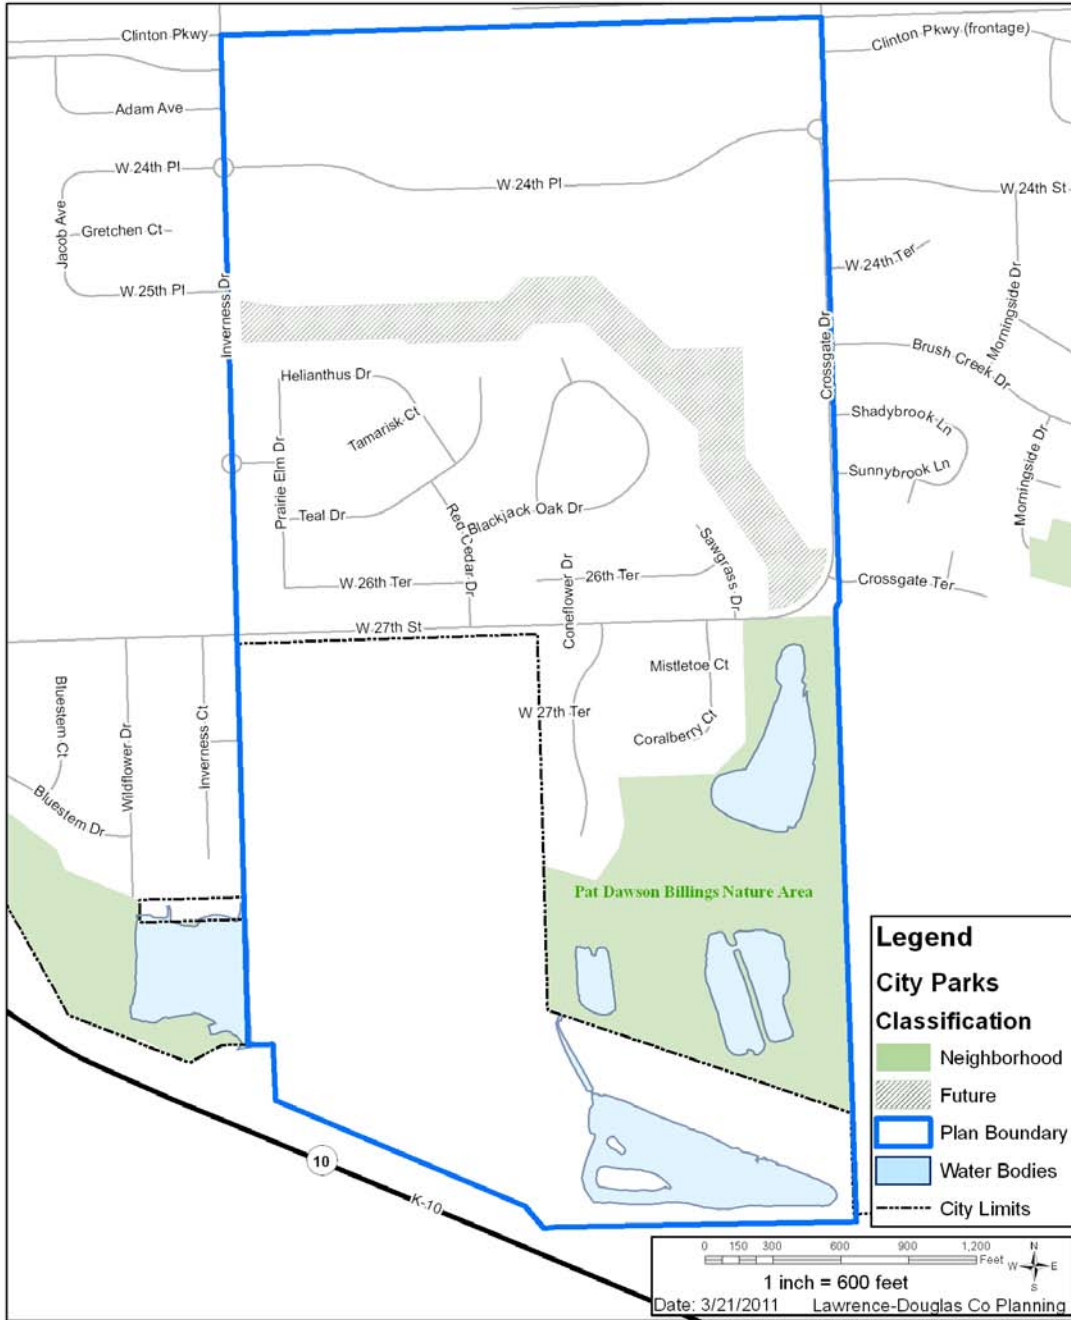 Clinton Pkwy
Clinton Pkwy (frontage)
Adam Ave
W 24th Pl
W 24th Pl
W 24th St
Jacob Ave
Gretchen Ct
W 24th Ter
Morningside Dr
W 25th Pl
Inverness Dr
Crossgate Dr
Brush Creek Dr
Helianthus Dr
Tamarisk Ct
Shadybrook Ln
Prairie Elm Dr
Sunnybrook Ln
Morningside Dr
Teal Dr
Red Cedar Dr
Blackjack Oak Dr
Sawgrass Dr
W 26th Ter
Coneflower Dr
26th Ter
Crossgate Ter
W 27th St
Mistletoe Ct
Bluestem Ct
Wildflower Dr
Inverness Ct
W 27th Ter
Coralberry Ct
Bluestem Dr
Pat Dawson Billings Nature Area
Legend
City Parks
Classification
Neighborhood
Future
Plan Boundary
Water Bodies
City Limits
10
K-10
0 150 300 600 900 1,200
Feet
N
W E
S
1 inch = 600 feet
Date: 3/21/2011 Lawrence-Douglas Co Planning